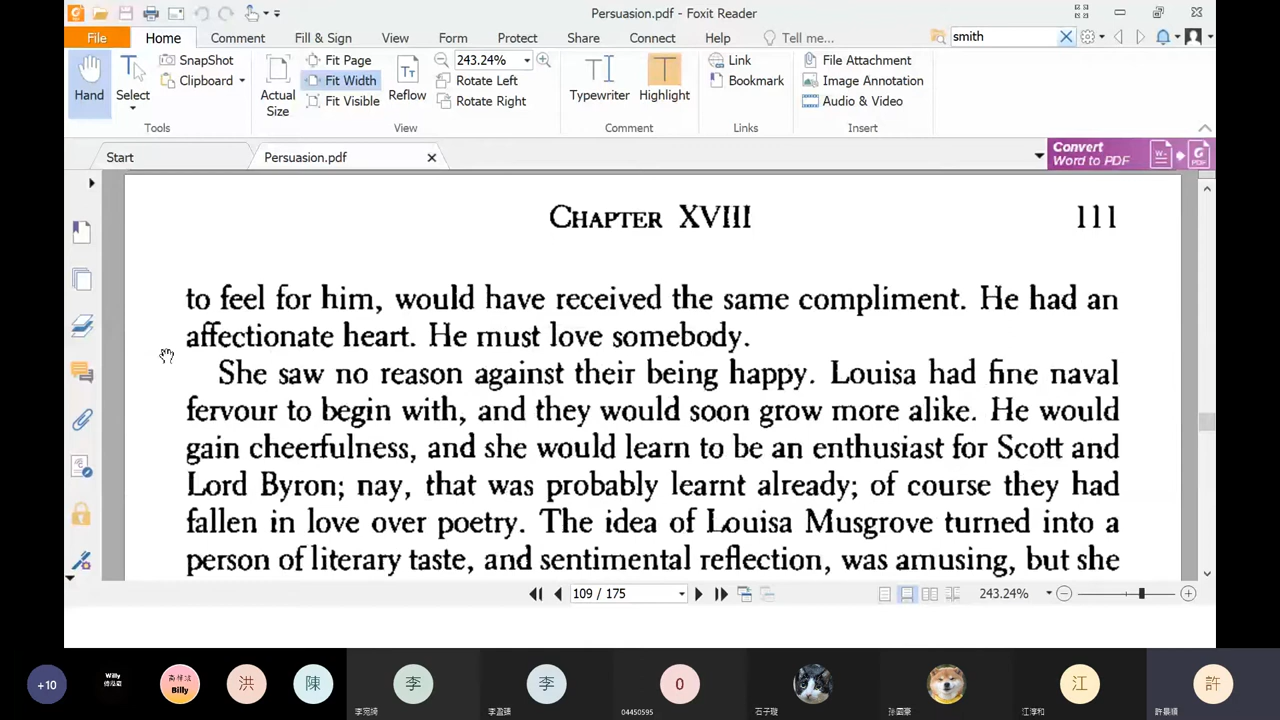 Persuasion.pdf - Foxit Reader
File Home Comment Fill & Sign View Form Protect Share Connect Help Tell me... smith
Hand
Select
SnapShot
Clipboard
Tools
Actual Size
Fit Page
Fit Width
Fit Visible
Reflow
243.24%
Rotate Left
Rotate Right
View
Typewriter
Highlight
Comment
Link
Bookmark
Links
File Attachment
Image Annotation
Audio & Video
Insert
Start
Persuasion.pdf
Convert
Word to PDF
CHAPTER XVIII 111
to feel for him, would have received the same compliment. He had an
affectionate heart. He must love somebody.
She saw no reason against their being happy. Louisa had fine naval
fervour to begin with, and they would soon grow more alike. He would
gain cheerfulness, and she would learn to be an enthusiast for Scott and
Lord Byron; nay, that was probably learnt already; of course they had
fallen in love over poetry. The idea of Louisa Musgrove turned into a
person of literary taste, and sentimental reflection, was amusing, but she
109 / 175
243.24%
+10
Willy
Billy
洪
陳
李
李
0
江
許
04450595